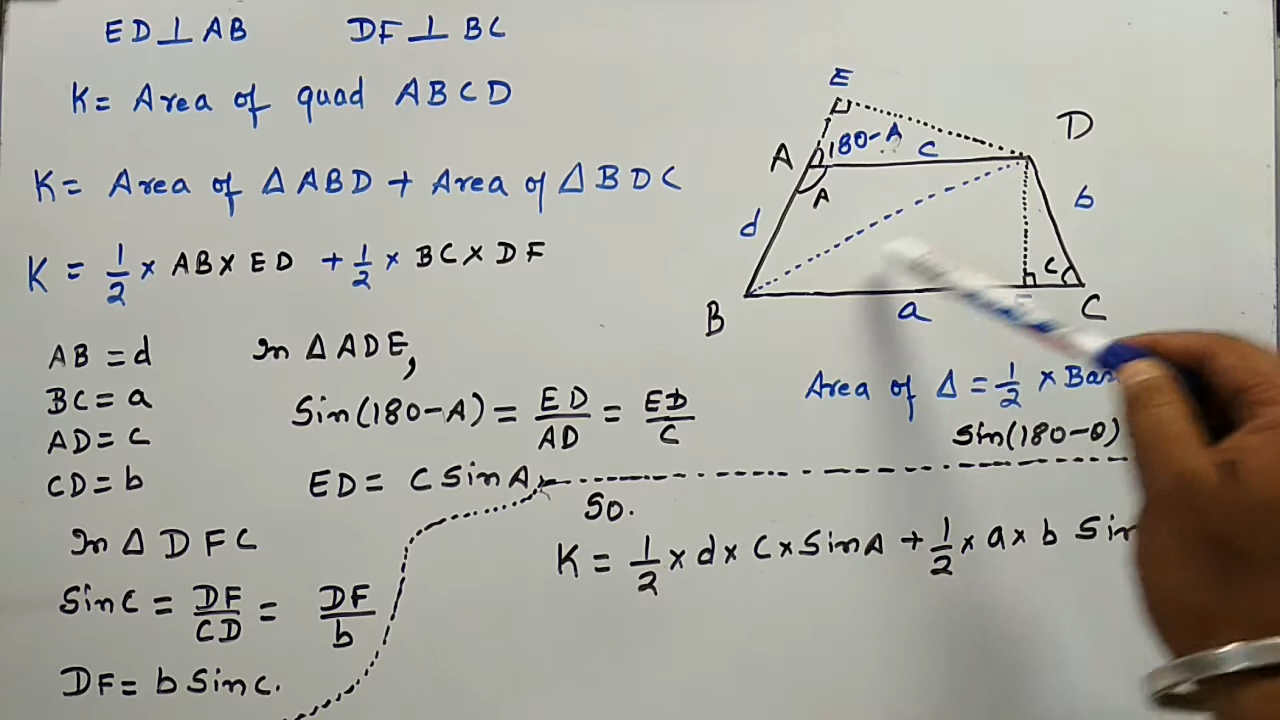 ED⊥AB DF⊥BC
K= Area of quad ABCD
K= Area of ΔABD + Area of ΔBDC
K = 1/2 × AB × ED + 1/2 × BC × DF
AB = d
BC = a
AD = c
CD = b
In ΔADE,
Sin(180-A) = ED/AD = ED/C
ED = C SinA
In Δ DFC
SinC = DF/CD = DF/b
DF = b Sinc.
E
D
A
180-A
c
A
d
b
c
B
a
C
Area of Δ = 1/2 ×
Sin(180-θ)
So.
K = 1/2 × d × C × SinA + 1/2 × a × b Sin